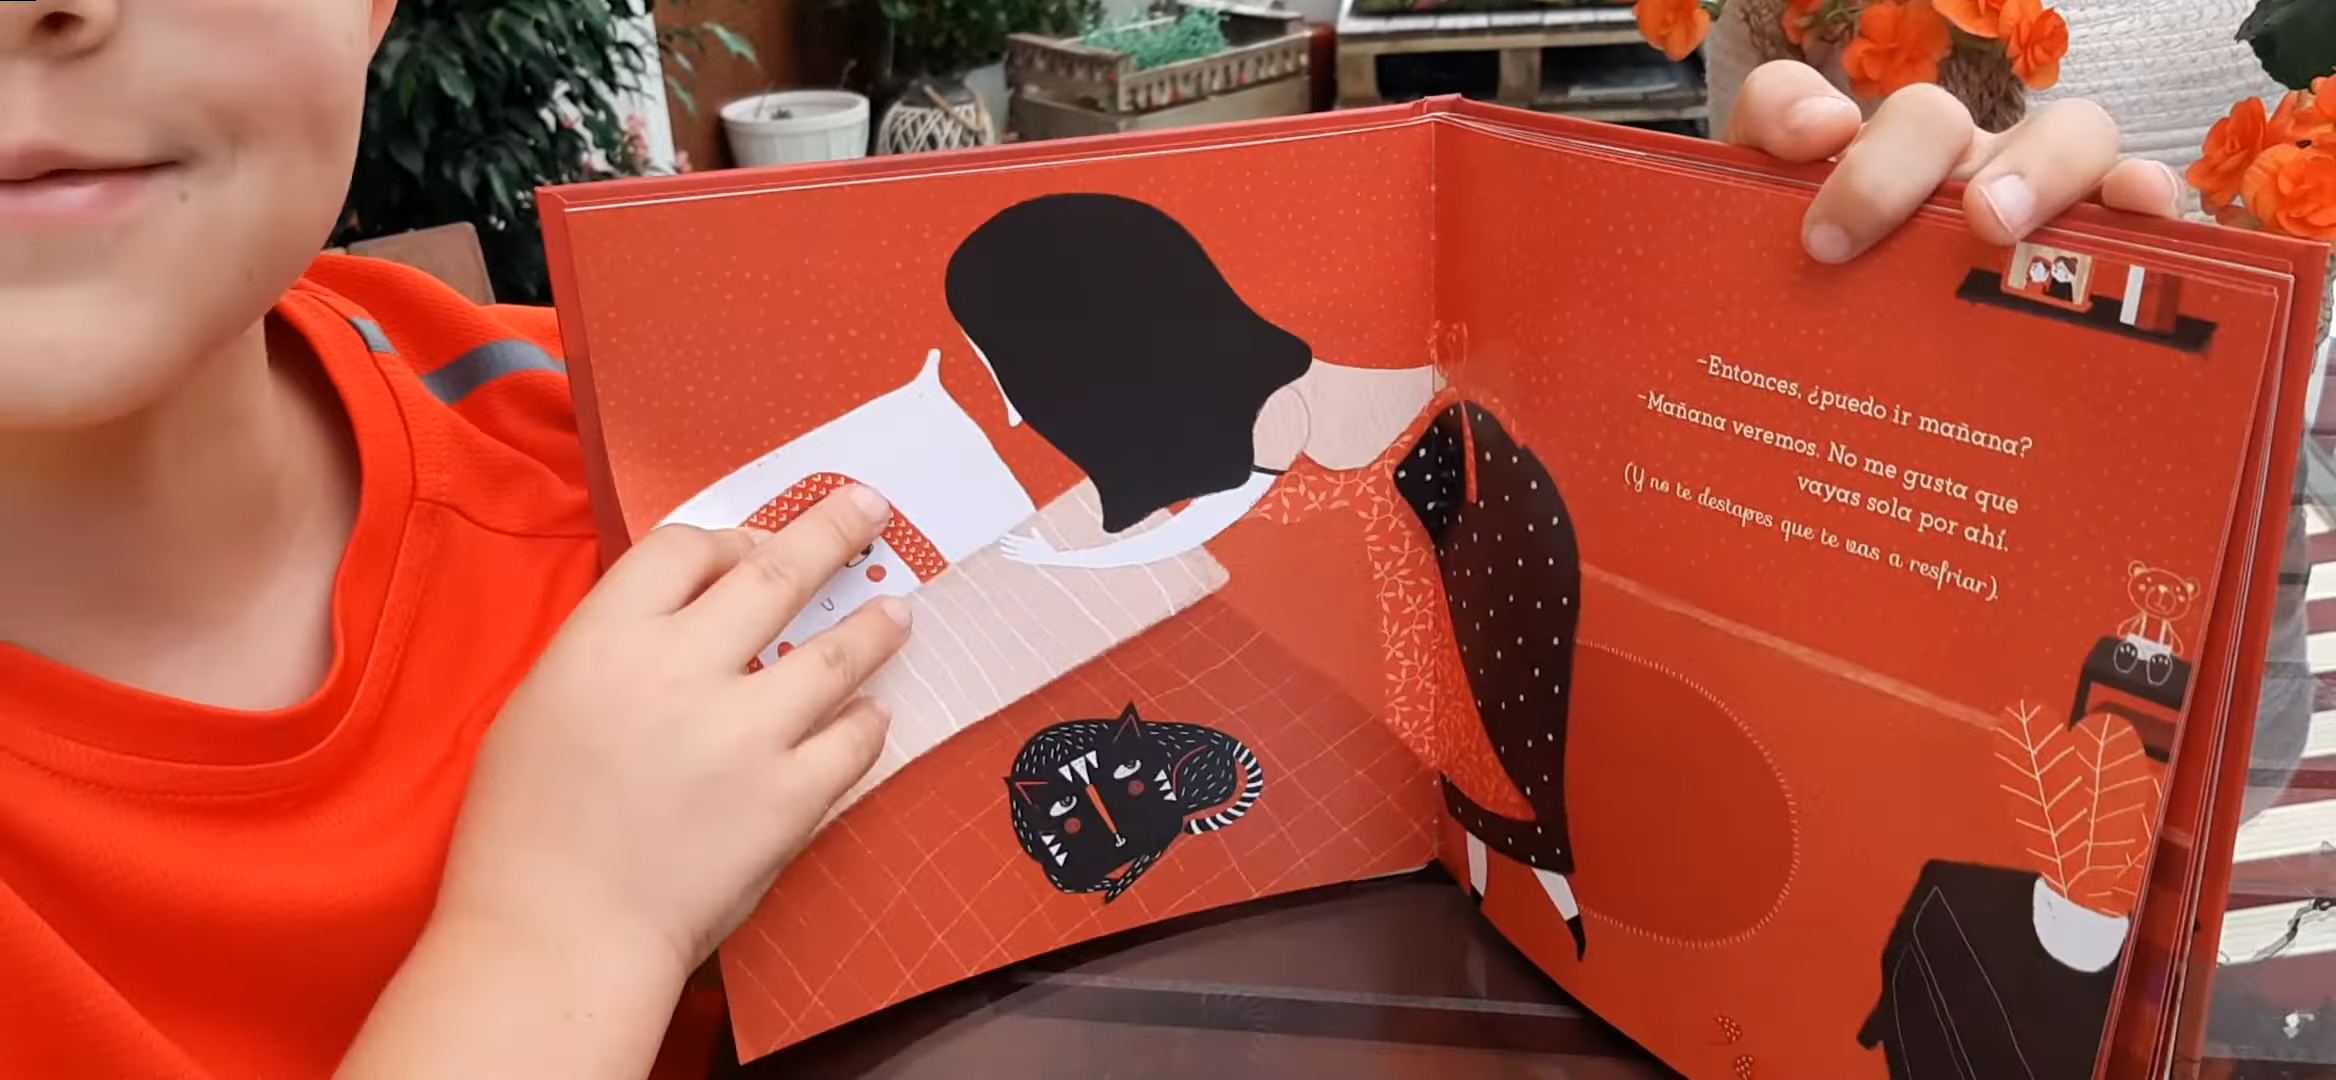 –Entonces, ¿puedo ir mañana?
–Mañana veremos. No me gusta que
vayas sola por ahí.
(Y no te destapes que te vas a resfriar).